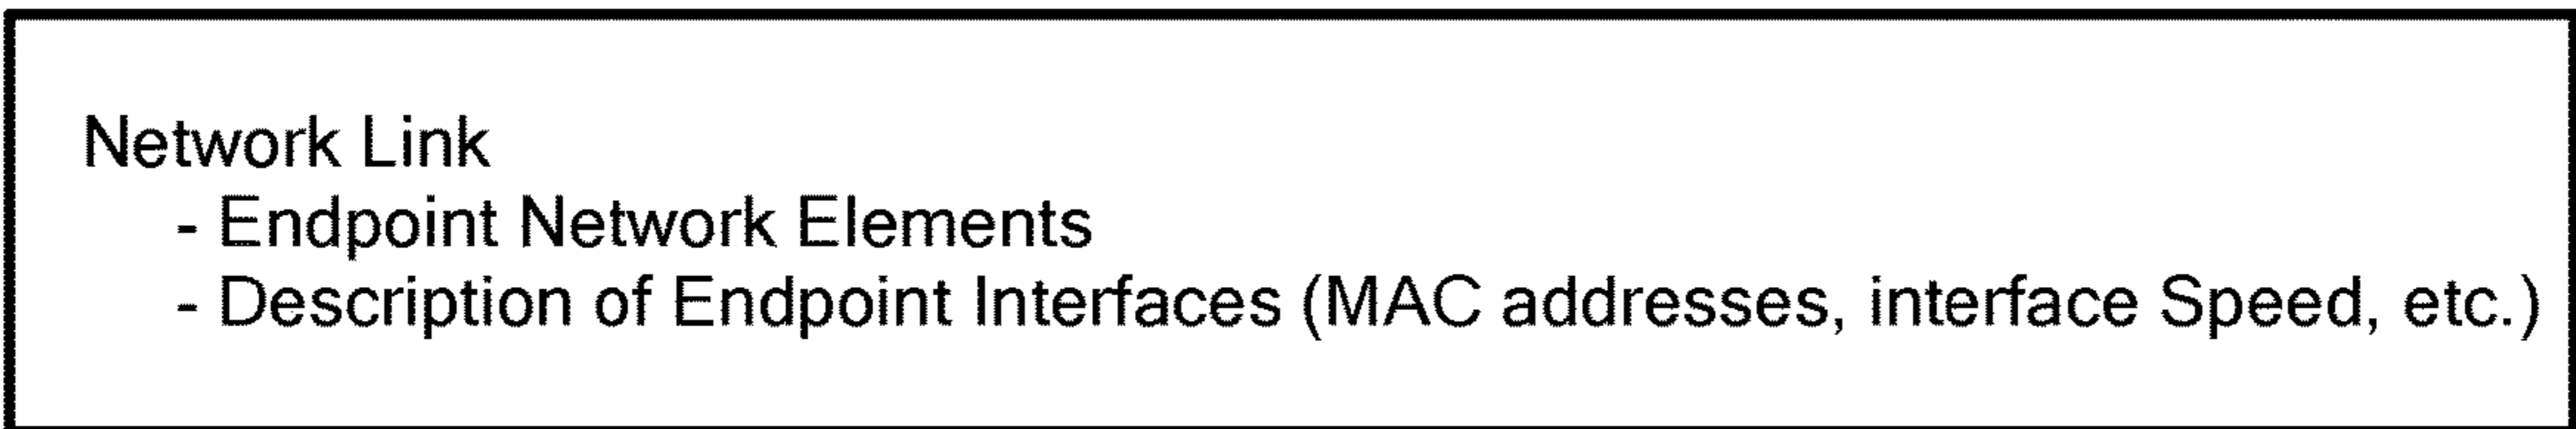 Network Link
- Endpoint Network Elements
- Description of Endpoint Interfaces (MAC addresses, interface Speed, etc.)